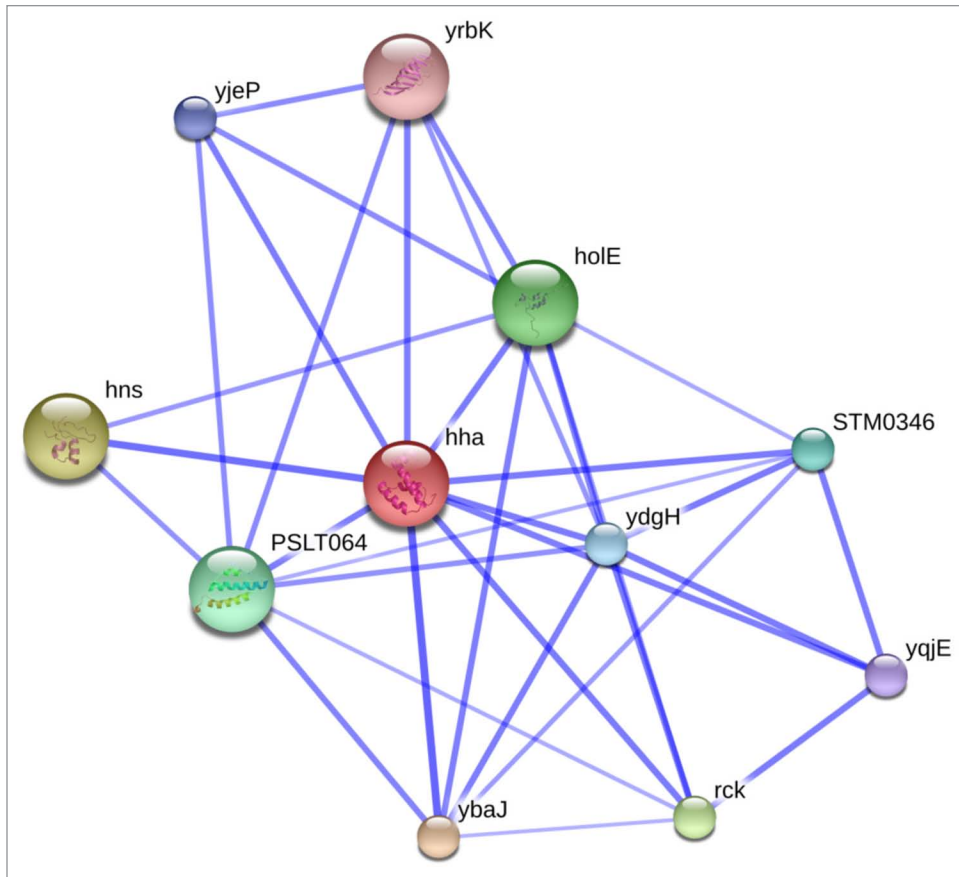 yrbK
yjeP
holE
hns
hha
STM0346
ydgH
PSLT064
yqjE
rck
ybaJ